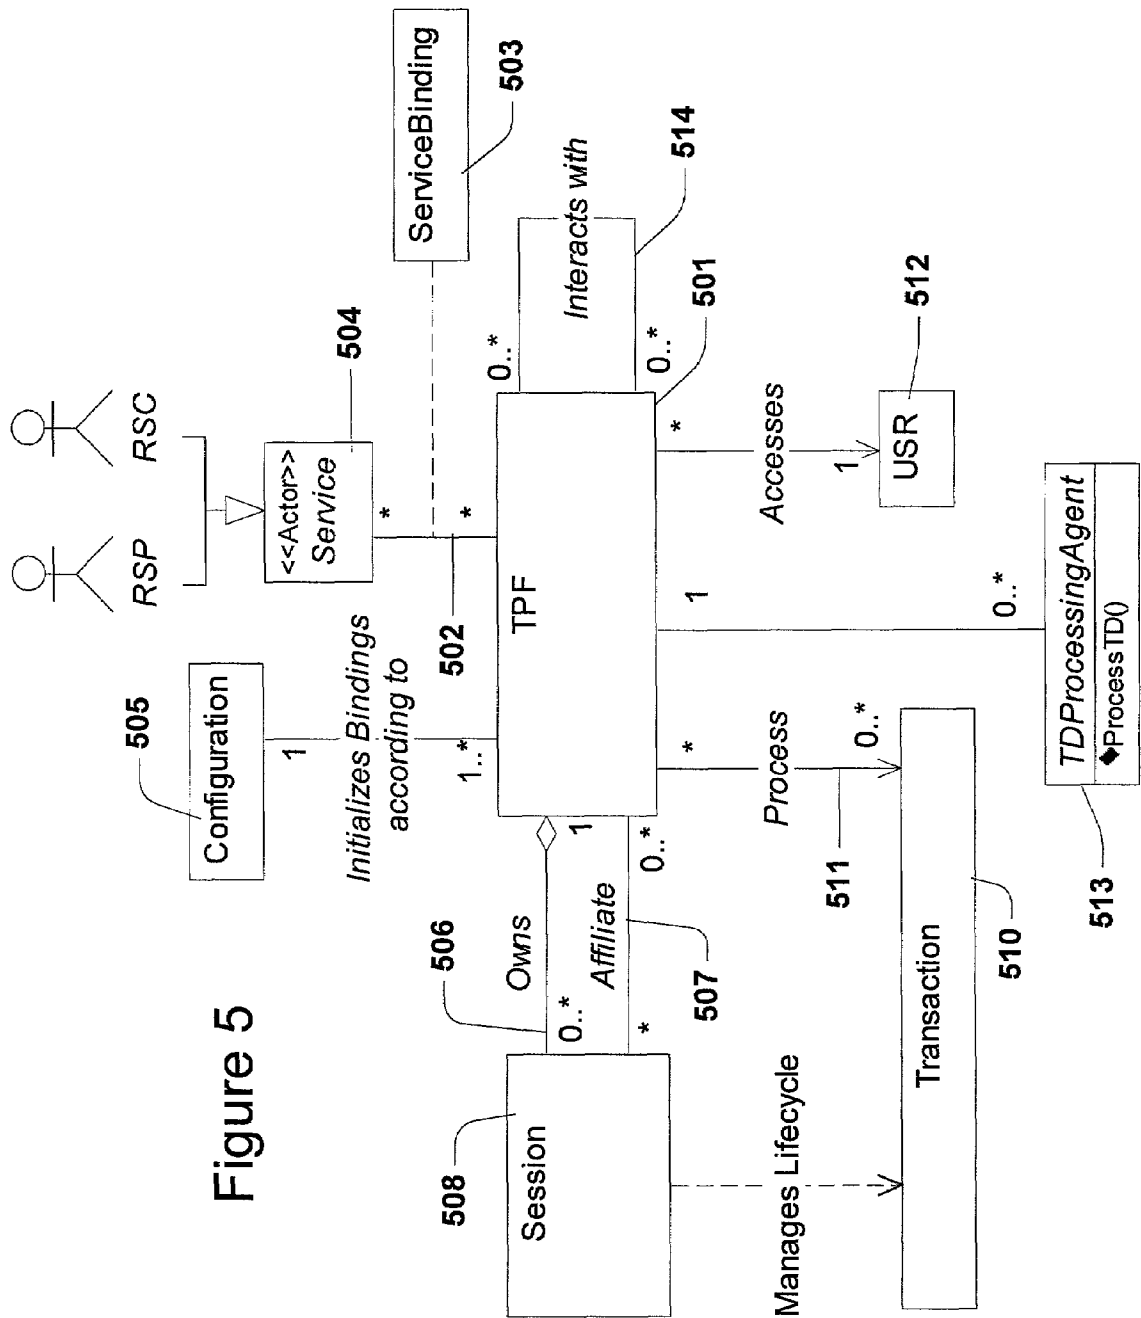 Figure 5
RSP
RSC
<<Actor>>
Service
504
ServiceBinding
503
505
Configuration
1
Initializes Bindings
according to
1..*
*
*
502
TPF
501
0..*
0..*
Interacts with
514
506
Owns
0..*
1
Affiliate
*
0..*
507
508
Session
Manages Lifecycle
*
Process
0..*
511
Transaction
510
1
0..*
TDProcessingAgent
ProcessTD()
513
*
Accesses
1
USR
512